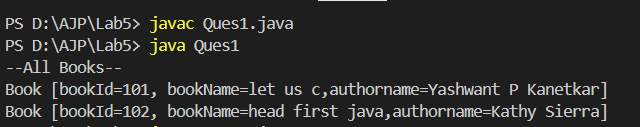 PS D:\AJP\Lab5> javac Ques1.java
PS D:\AJP\Lab5> java Ques1
--All Books--
Book [bookId=101, bookName=let us c,authorname=Yashwant P Kanetkar]
Book [bookId=102, bookName=head first java,authorname=Kathy Sierra]